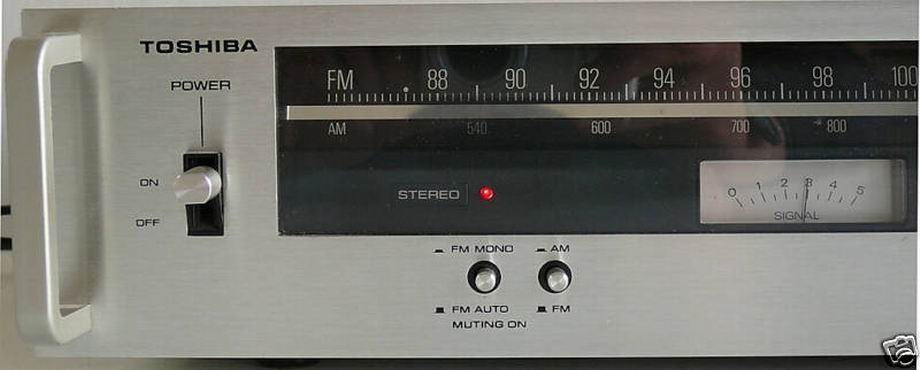 TOSHIBA
POWER
ON
OFF
FM 88 90 92 94 96 98 100
AM 540 600 700 800
STEREO
0 1 2 3 4 5
SIGNAL
FM MONO
AM
FM AUTO
MUTING ON
FM